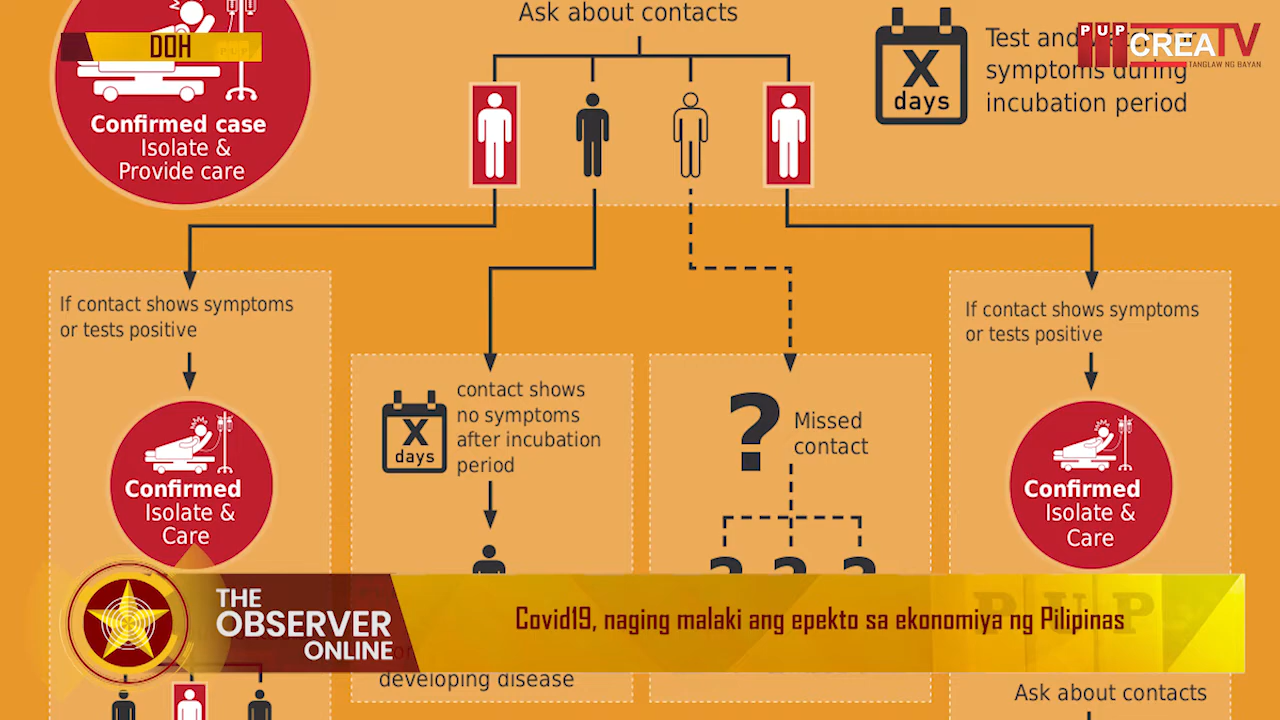 DOH
Confirmed case
Isolate &
Provide care
Ask about contacts
X
days
Test and watch for
symptoms during
incubation period
PUP
CREATV
TANGLAW NG BAYAN
If contact shows symptoms
or tests positive
Confirmed
Isolate &
Care
X
days
contact shows
no symptoms
after incubation
period
?
Missed
contact
? ? ?
If contact shows symptoms
or tests positive
Confirmed
Isolate &
Care
THE
OBSERVER
ONLINE
Covid19, naging malaki ang epekto sa ekonomiya ng Pilipinas
PUP
developing disease
Ask about contacts